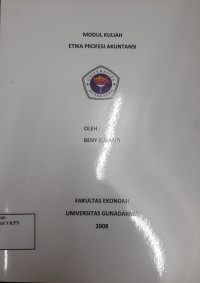 MODUL KULIAH
ETIKA PROFESI AKUNTANSI
OLEH :
BENY
FAKULTAS EKONOMI
UNIVERSITAS GUNADARMA
2008